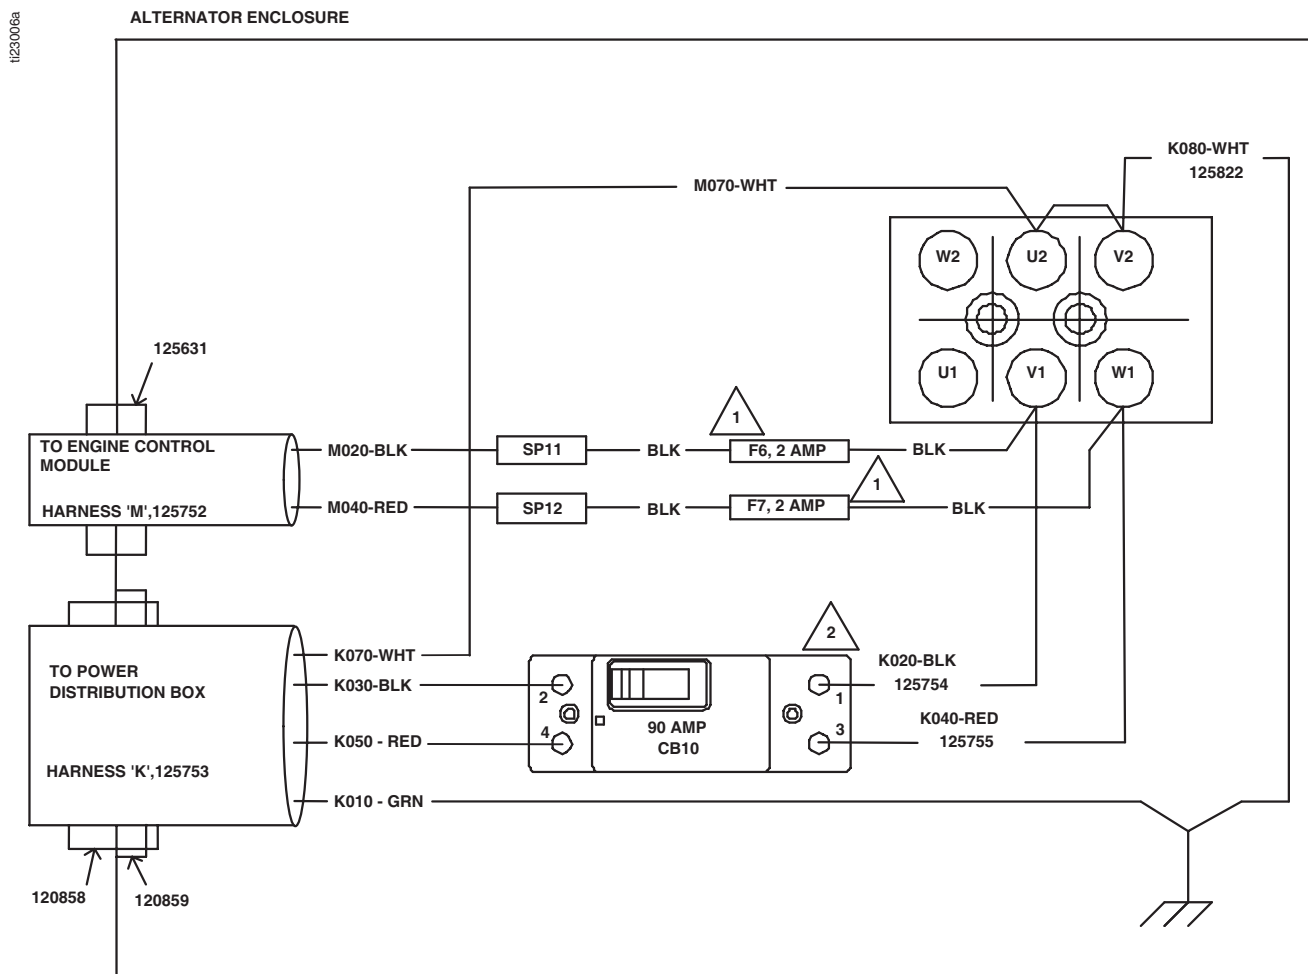 ti23006a
ALTERNATOR ENCLOSURE
K080-WHT
125822
M070-WHT
W2
U2
V2
125631
U1
V1
W1
1
TO ENGINE CONTROL
MODULE
HARNESS 'M',125752
M020-BLK
SP11
BLK
F6, 2 AMP
BLK
1
M040-RED
SP12
BLK
F7, 2 AMP
BLK
2
TO POWER
DISTRIBUTION BOX
HARNESS 'K',125753
K070-WHT
K030-BLK
2
1
K020-BLK
125754
K050 - RED
4
90 AMP
CB10
3
K040-RED
125755
K010 - GRN
120858
120859